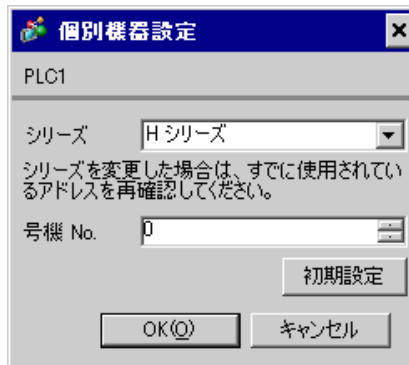 個別機器設定
PLC1
シリーズ H シリーズ
シリーズを変更した場合は、すでに使用されてい
るアドレスを再確認してください。
号機 No. 0
初期設定
OK(O) キャンセル